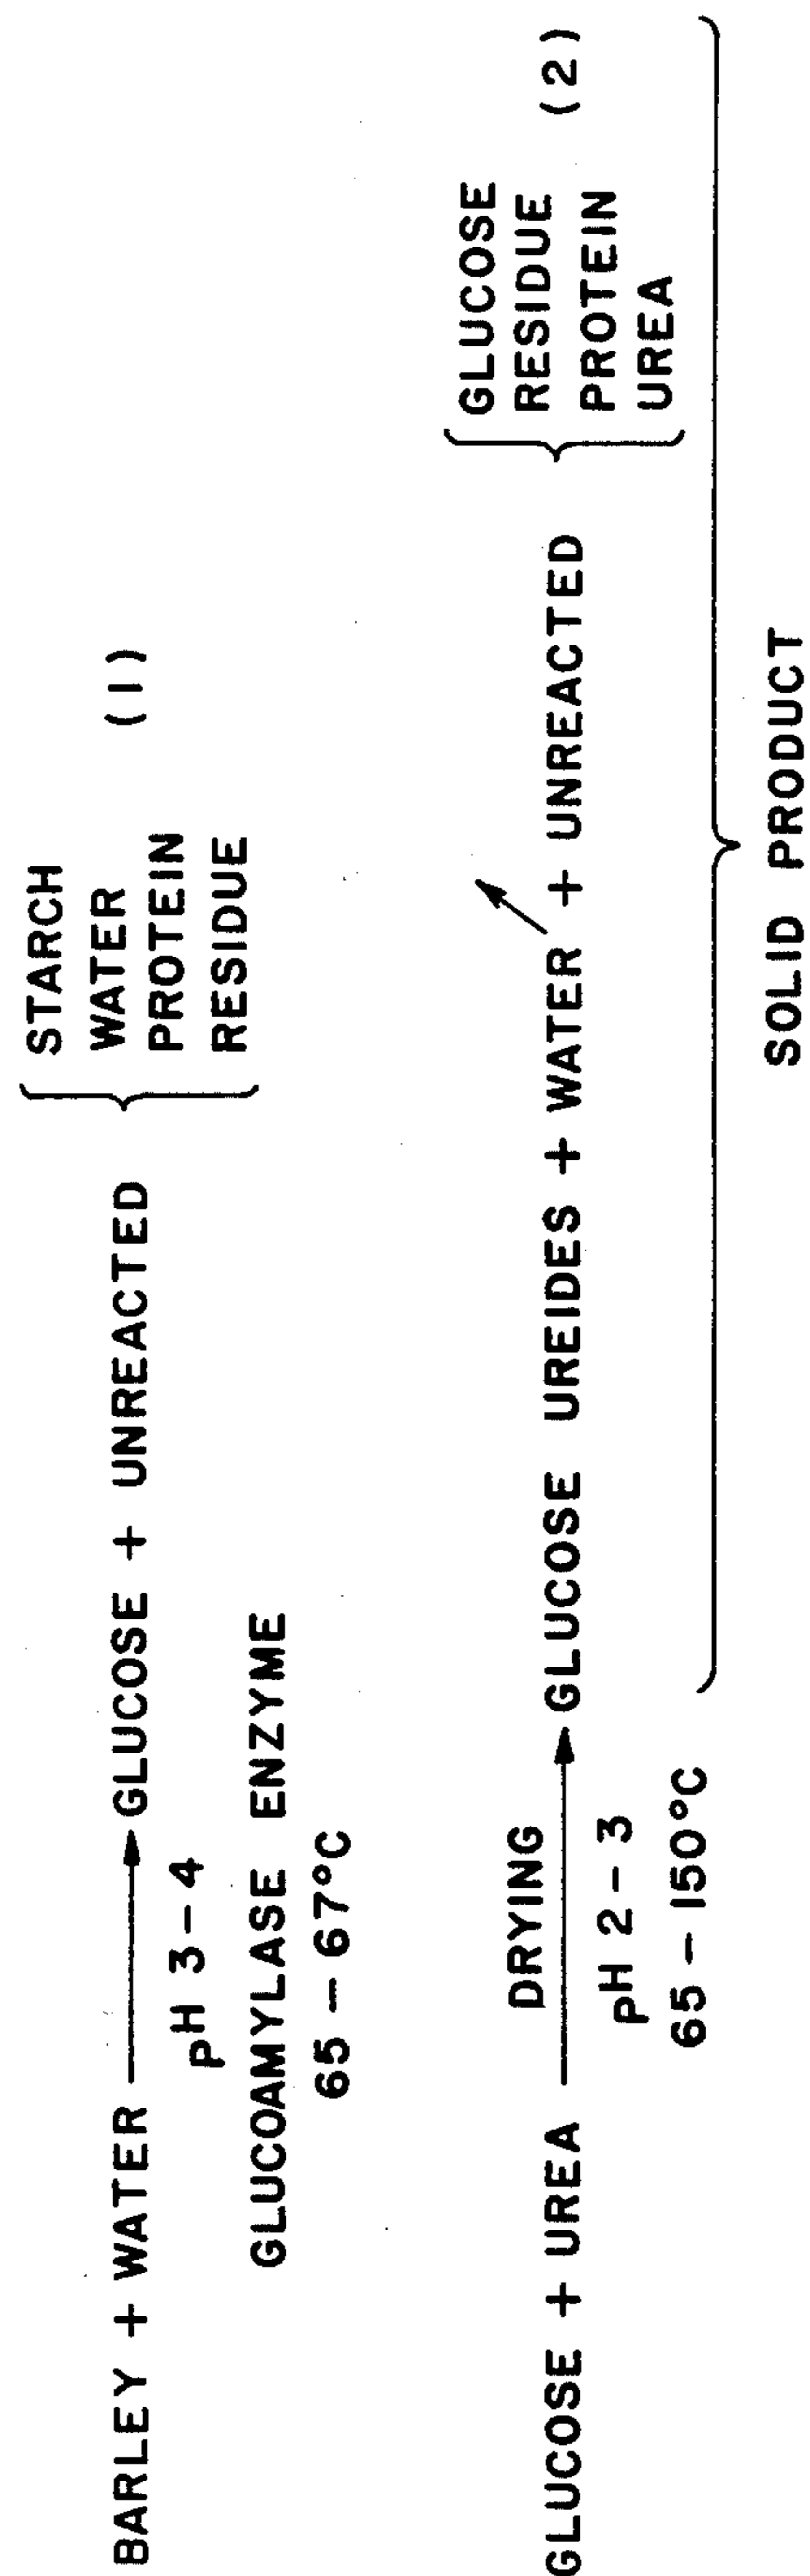 BARLEY + WATER ⟶ GLUCOSE + UNREACTED
pH 3-4
GLUCOAMYLASE ENZYME
65 – 67°C
STARCH
WATER
PROTEIN
RESIDUE
(1)
GLUCOSE + UREA ⟶ GLUCOSE UREIDES + WATER + UNREACTED
DRYING
pH 2-3
65 – 150°C
GLUCOSE
RESIDUE
PROTEIN
UREA
(2)
SOLID PRODUCT